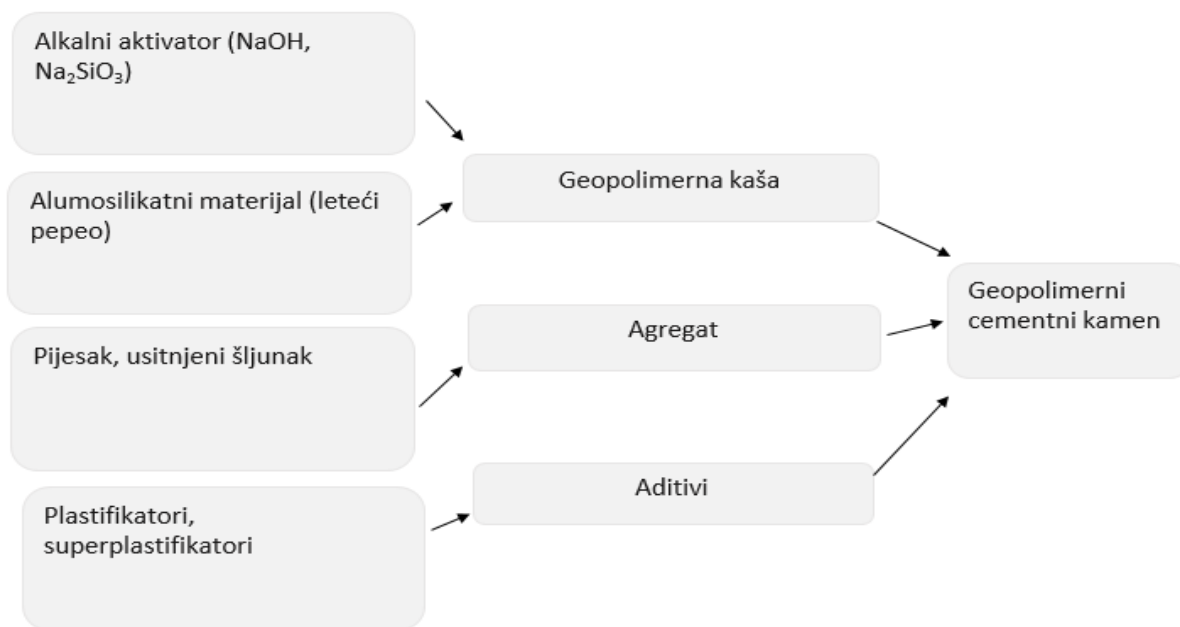 Alkalni aktivator (NaOH,
Na₂SiO₃)
Alumosilikatni materijal (leteći
pepeo)
Pijesak, usitnjeni šljunak
Plastifikatori,
superplastifikatori
Geopolimerna kaša
Agregat
Aditivi
Geopolimerni
cementni kamen